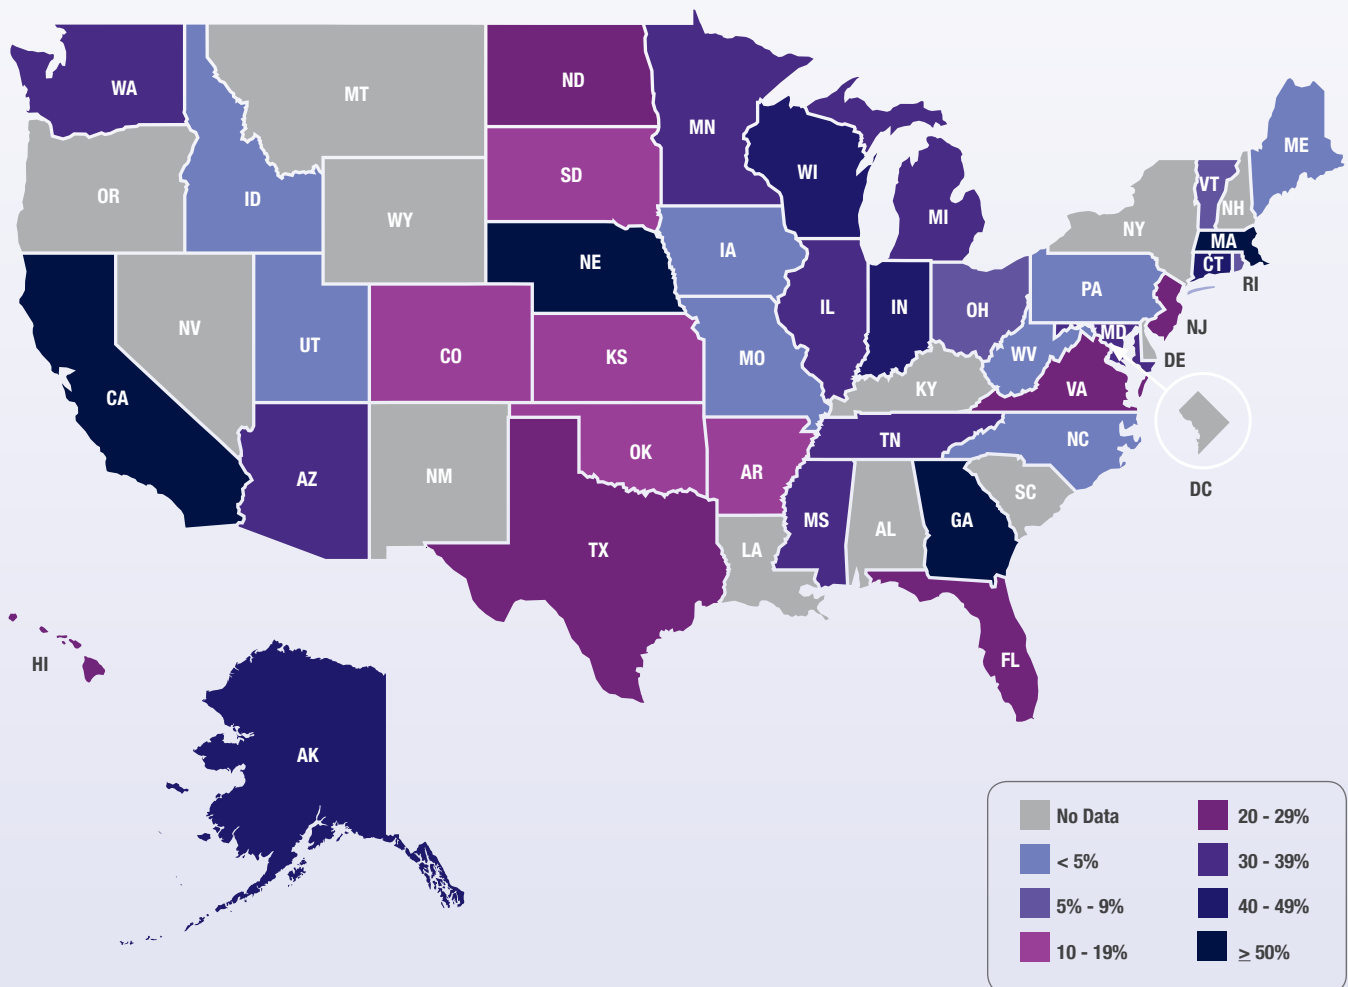 WA
MT
ND
MN
ME
SD
WI
VT
OR
ID
NH
WY
MI
NY
MA
IA
NE
CT
RI
PA
NV
IL
IN
OH
NJ
UT
MD
CO
KS
MO
WV
DE
CA
KY
VA
TN
NC
OK
AZ
NM
AR
DC
SC
MS
GA
AL
TX
LA
HI
FL
AK
No Data
< 5%
5% - 9%
10 - 19%
20 - 29%
30 - 39%
40 - 49%
≥ 50%